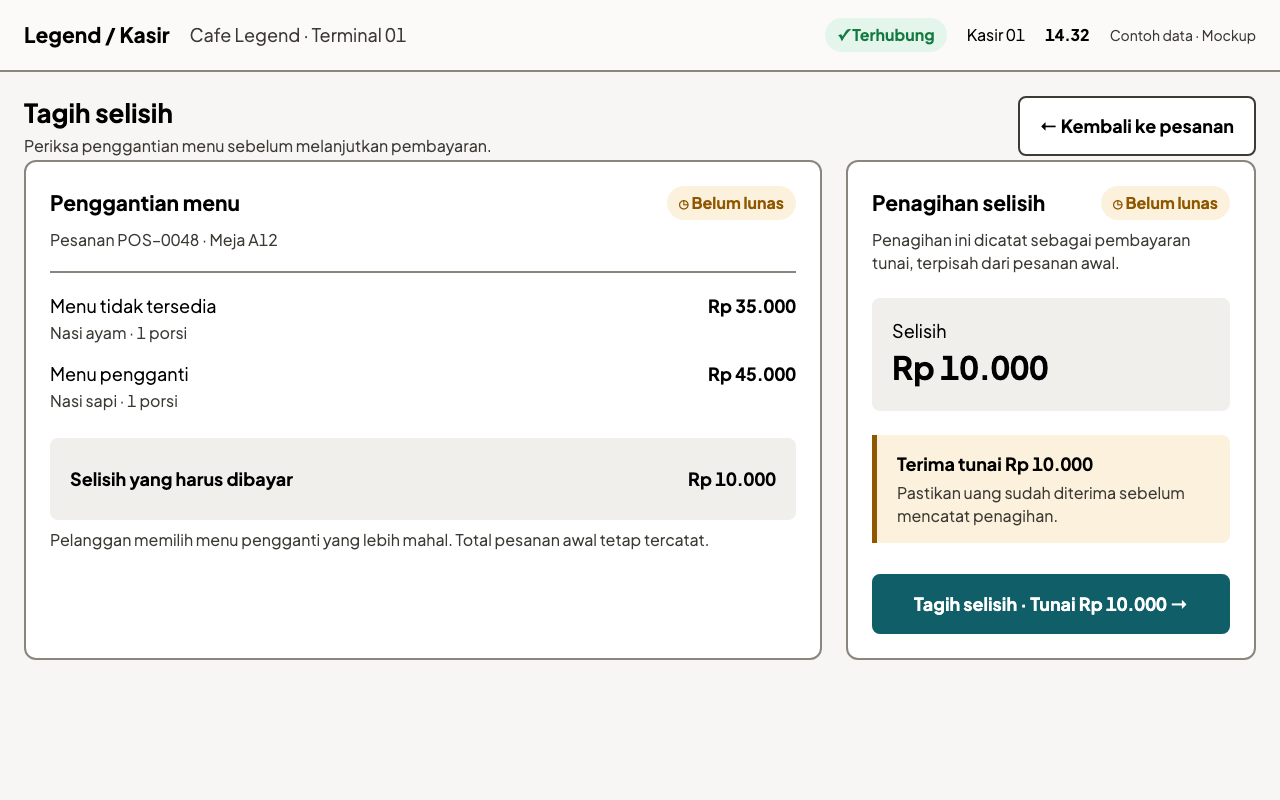 Legend / Kasir
Cafe Legend · Terminal 01
✓Terhubung
Kasir 01
14.32
Contoh data · Mockup
Tagih selisih
Periksa penggantian menu sebelum melanjutkan pembayaran.
← Kembali ke pesanan
Penggantian menu
◷ Belum lunas
Pesanan POS-0048 · Meja A12
Menu tidak tersedia
Rp 35.000
Nasi ayam · 1 porsi
Menu pengganti
Rp 45.000
Nasi sapi · 1 porsi
Selisih yang harus dibayar
Rp 10.000
Pelanggan memilih menu pengganti yang lebih mahal. Total pesanan awal tetap tercatat.
Penagihan selisih
◷ Belum lunas
Penagihan ini dicatat sebagai pembayaran
tunai, terpisah dari pesanan awal.
Selisih
Rp 10.000
Terima tunai Rp 10.000
Pastikan uang sudah diterima sebelum
mencatat penagihan.
Tagih selisih · Tunai Rp 10.000 →